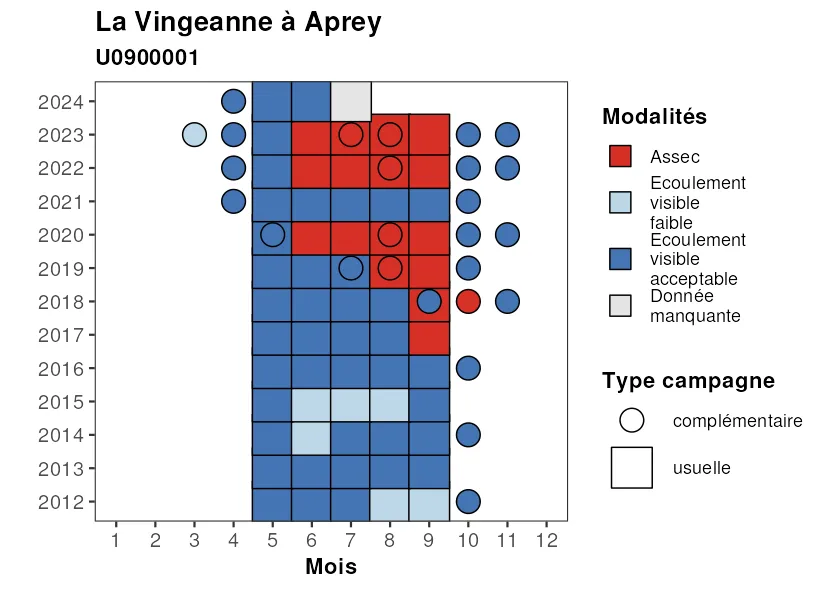 La Vingeanne à Aprey
U0900001
2024
2023
2022
2021
2020
2019
2018
2017
2016
2015
2014
2013
2012
1 2 3 4 5 6 7 8 9 10 11 12
Mois
Modalités
Assec
Ecoulement
visible
faible
Ecoulement
visible
acceptable
Donnée
manquante
Type campagne
complémentaire
usuelle